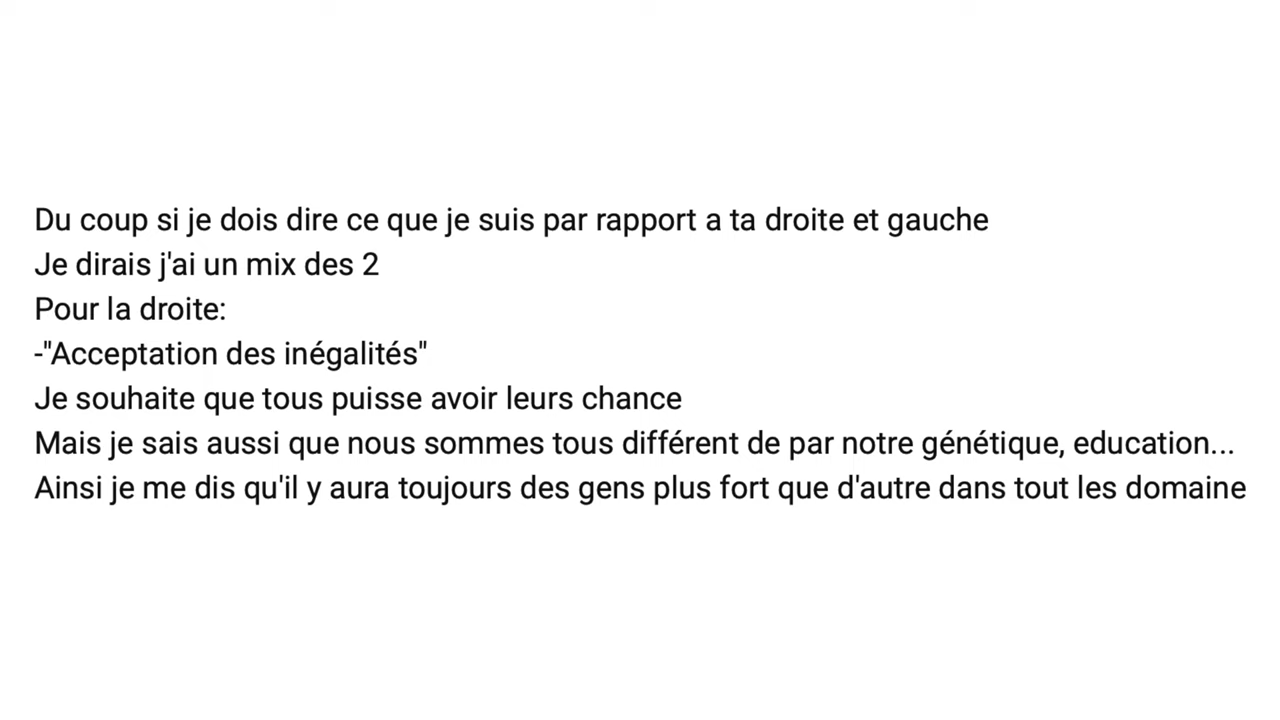 Du coup si je dois dire ce que je suis par rapport a ta droite et gauche
Je dirais j'ai un mix des 2
Pour la droite:
-"Acceptation des inégalités"
Je souhaite que tous puisse avoir leurs chance
Mais je sais aussi que nous sommes tous différent de par notre génétique, education...
Ainsi je me dis qu'il y aura toujours des gens plus fort que d'autre dans tout les domaine